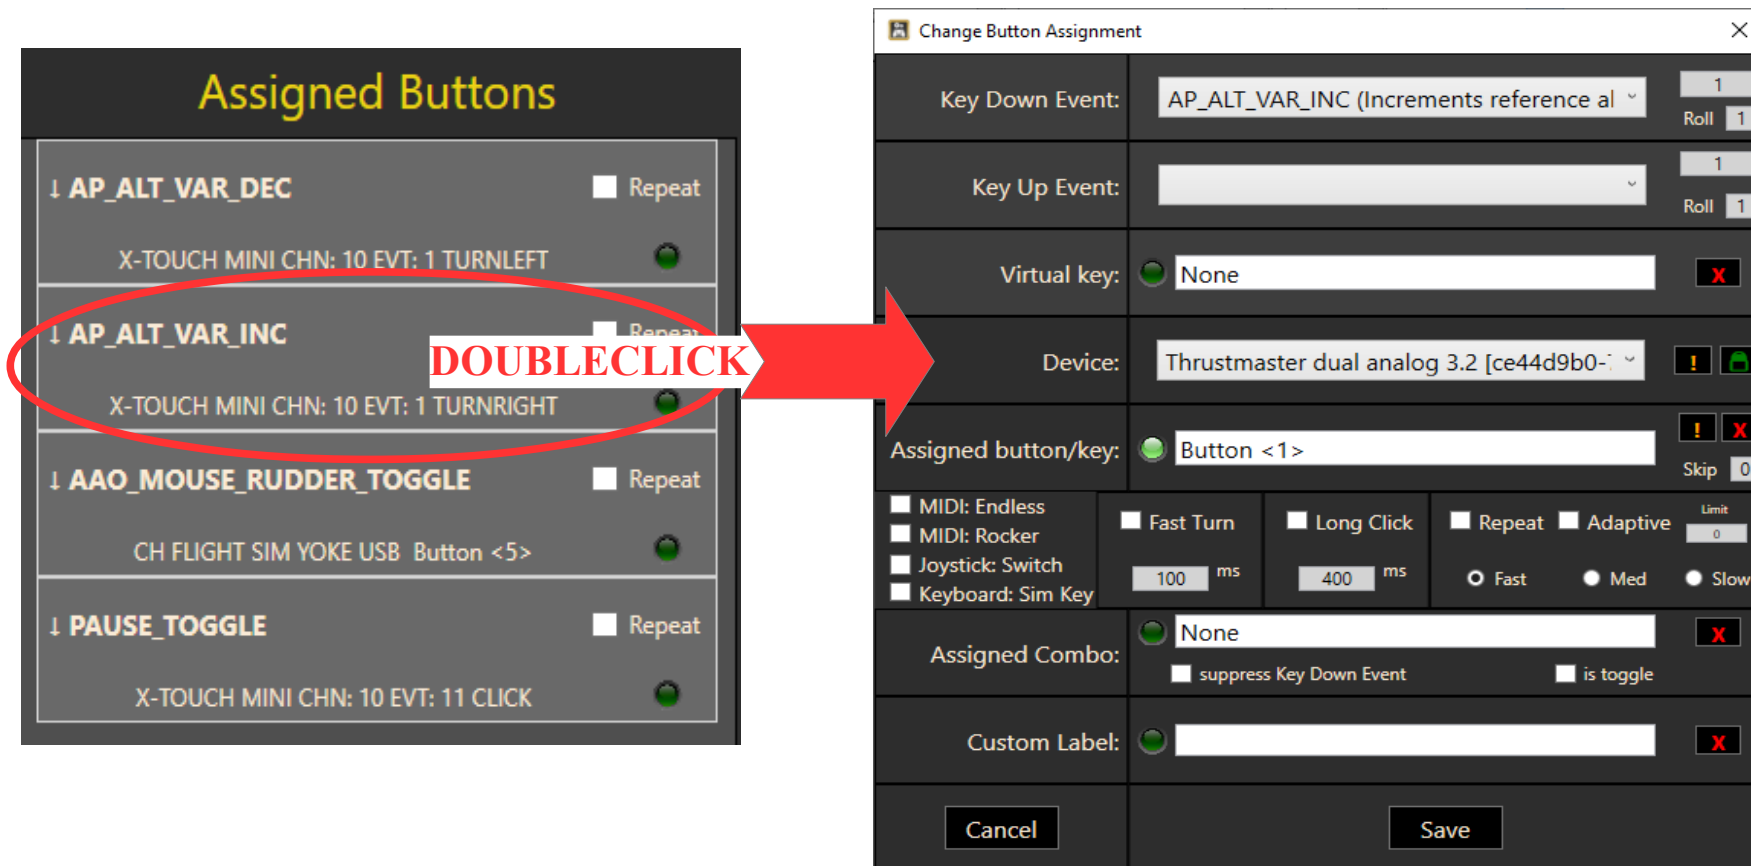 Assigned Buttons
↓ AP_ALT_VAR_DEC Repeat
X-TOUCH MINI CHN: 10 EVT: 1 TURNLEFT
↓ AP_ALT_VAR_INC Repeat
DOUBLECLICK
X-TOUCH MINI CHN: 10 EVT: 1 TURNRIGHT
↓ AAO_MOUSE_RUDDER_TOGGLE Repeat
CH FLIGHT SIM YOKE USB Button <5>
↓ PAUSE_TOGGLE Repeat
X-TOUCH MINI CHN: 10 EVT: 11 CLICK
Change Button Assignment
Key Down Event: AP_ALT_VAR_INC (Increments reference al 1
Roll 1
Key Up Event: 1
Roll 1
Virtual key: None X
Device: Thrustmaster dual analog 3.2 [ce44d9b0- !
Assigned button/key: Button <1> ! X
Skip 0
MIDI: Endless
MIDI: Rocker
Joystick: Switch
Keyboard: Sim Key
Fast Turn
100 ms
Long Click
400 ms
Repeat Adaptive Limit
0
Fast Med Slow
Assigned Combo: None X
suppress Key Down Event is toggle
Custom Label: X
Cancel Save